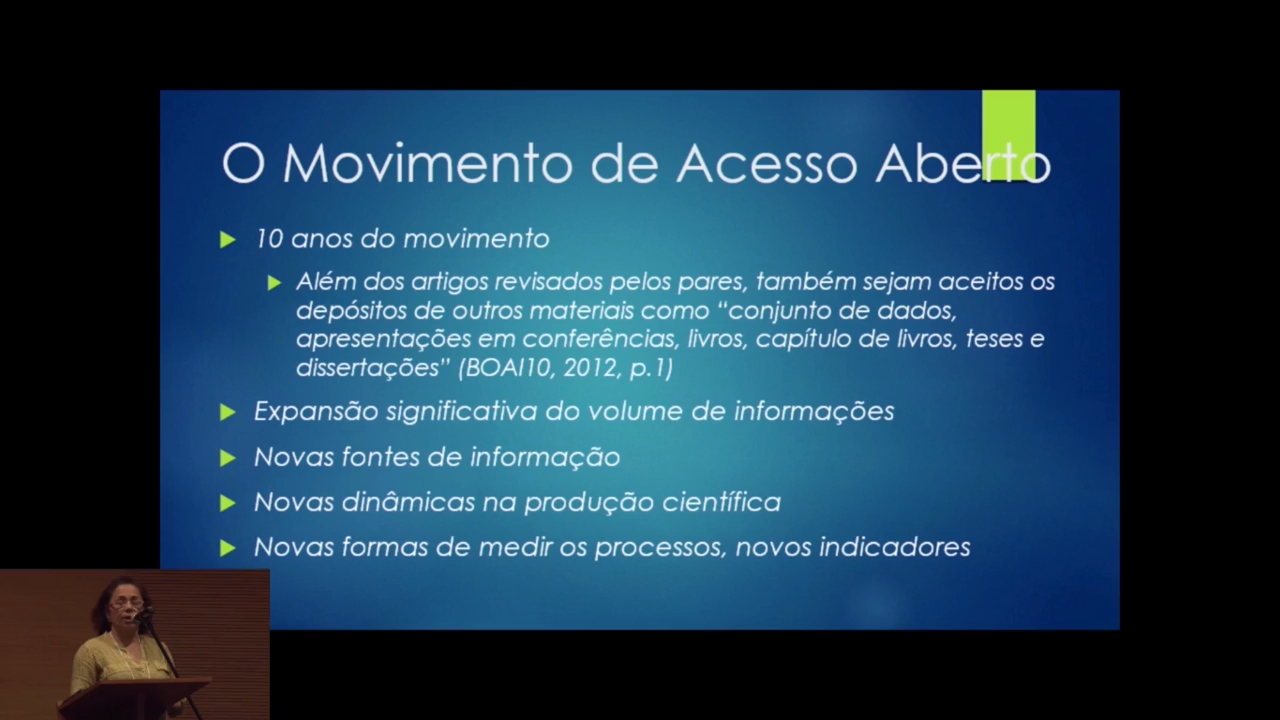 O Movimento de Acesso Aberto
10 anos do movimento
Além dos artigos revisados pelos pares, também sejam aceitos os
depósitos de outros materiais como “conjunto de dados,
apresentações em conferências, livros, capítulo de livros, teses e
dissertações” (BOAI10, 2012, p.1)
Expansão significativa do volume de informações
Novas fontes de informação
Novas dinâmicas na produção científica
Novas formas de medir os processos, novos indicadores